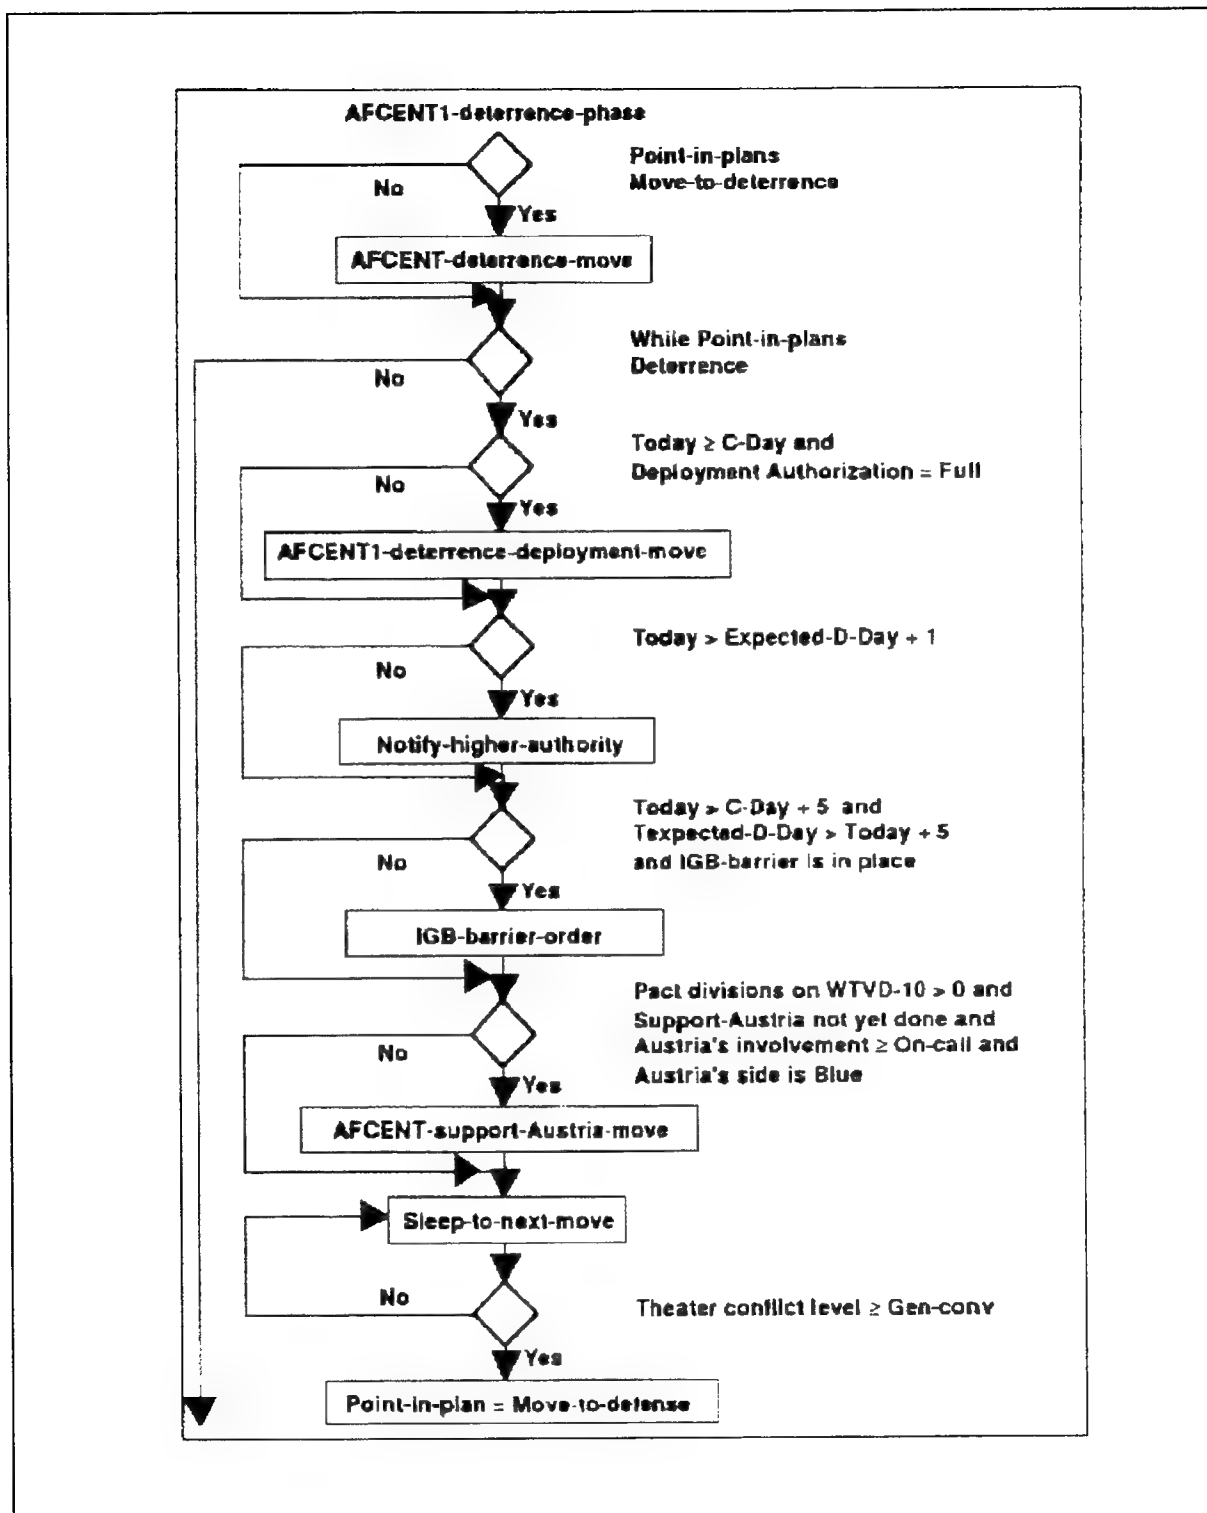 AFCENT1-deterrence-phase
Point-in-plans
Move-to-deterrence
No
Yes
AFCENT-deterrence-move
While Point-in-plans
Deterrence
No
Yes
Today ≥ C-Day and
Deployment Authorization = Full
No
Yes
AFCENT1-deterrence-deployment-move
Today > Expected-D-Day + 1
No
Yes
Notify-higher-authority
Today > C-Day + 5 and
Texpected-D-Day > Today + 5
and IGB-barrier is in place
No
Yes
IGB-barrier-order
Pact divisions on WTVD-10 > 0 and
Support-Austria not yet done and
Austria's involvement ≥ On-call and
Austria's side is Blue
No
Yes
AFCENT-support-Austria-move
Sleep-to-next-move
No
Theater conflict level ≥ Gen-conv
Yes
Point-in-plan = Move-to-defense